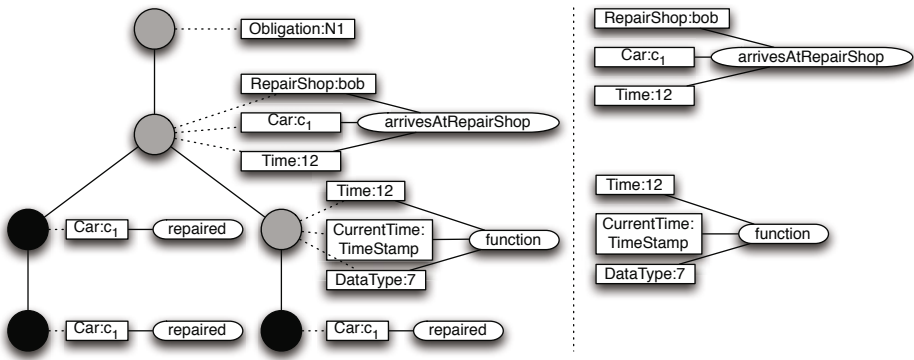 Obligation:N1
RepairShop:bob
Car:c₁
arrivesAtRepairShop
Time:12
Time:12
CurrentTime:
TimeStamp
function
DataType:7
Car:c₁
repaired
Car:c₁
repaired
Car:c₁
repaired
RepairShop:bob
Car:c₁
arrivesAtRepairShop
Time:12
Time:12
CurrentTime:
TimeStamp
function
DataType:7